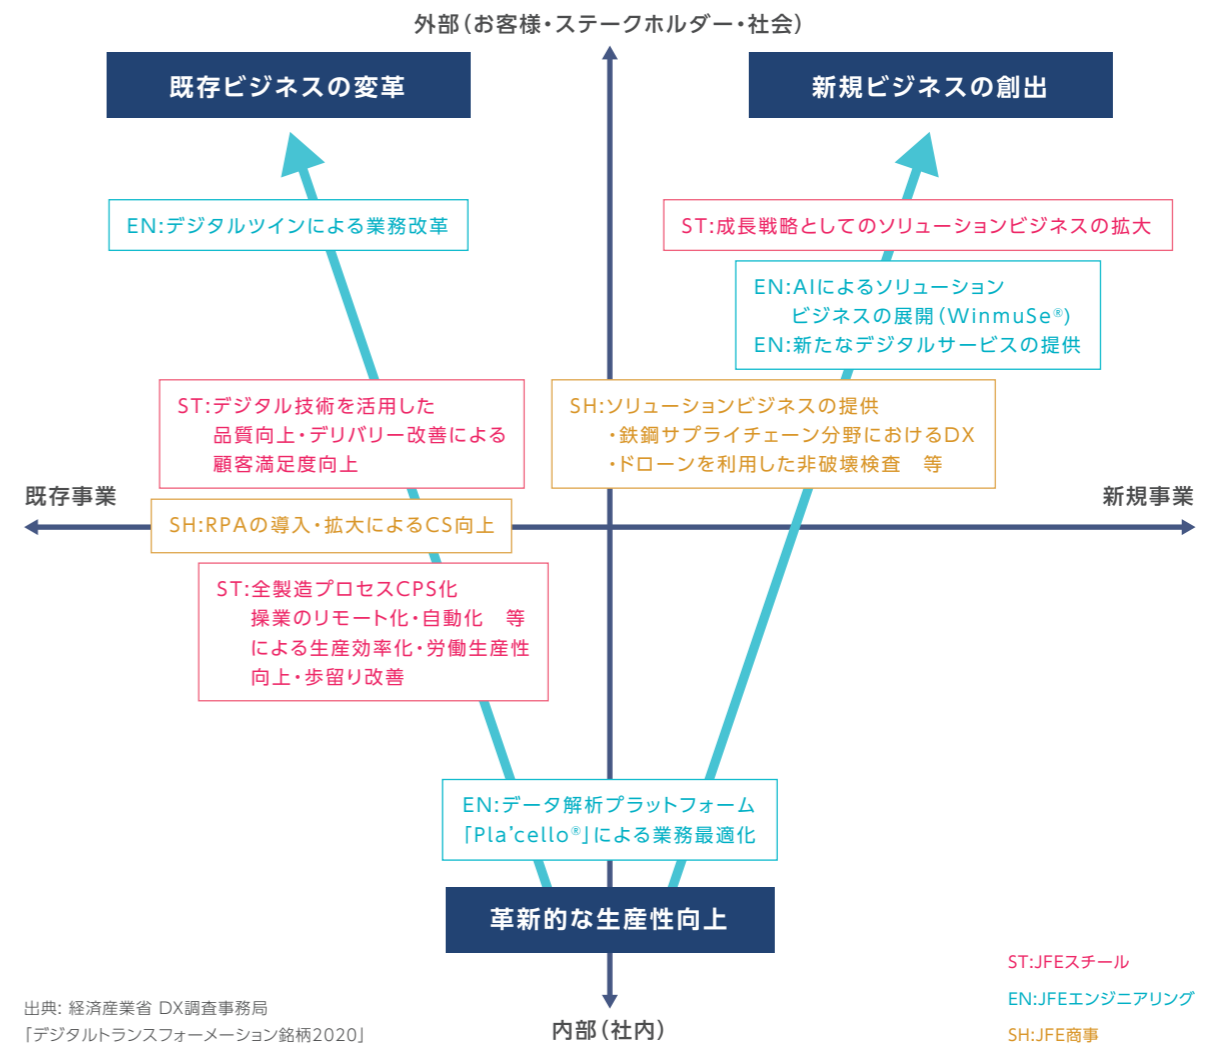 外部（お客様・ステークホルダー・社会）
既存ビジネスの変革
新規ビジネスの創出
EN:デジタルツインによる業務改革
ST:成長戦略としてのソリューションビジネスの拡大
EN:AIによるソリューション
ビジネスの展開（WinmuSe®）
EN:新たなデジタルサービスの提供
ST:デジタル技術を活用した
品質向上・デリバリー改善による
顧客満足度向上
SH:ソリューションビジネスの提供
・鉄鋼サプライチェーン分野におけるDX
・ドローンを利用した非破壊検査　等
既存事業
新規事業
SH:RPAの導入・拡大によるCS向上
ST:全製造プロセスCPS化
操業のリモート化・自動化　等
による生産効率化・労働生産性
向上・歩留り改善
EN:データ解析プラットフォーム
「Pla’cello®」による業務最適化
革新的な生産性向上
ST:JFEスチール
EN:JFEエンジニアリング
SH:JFE商事
出典: 経済産業省 DX調査事務局
「デジタルトランスフォーメーション銘柄2020」
内部（社内）